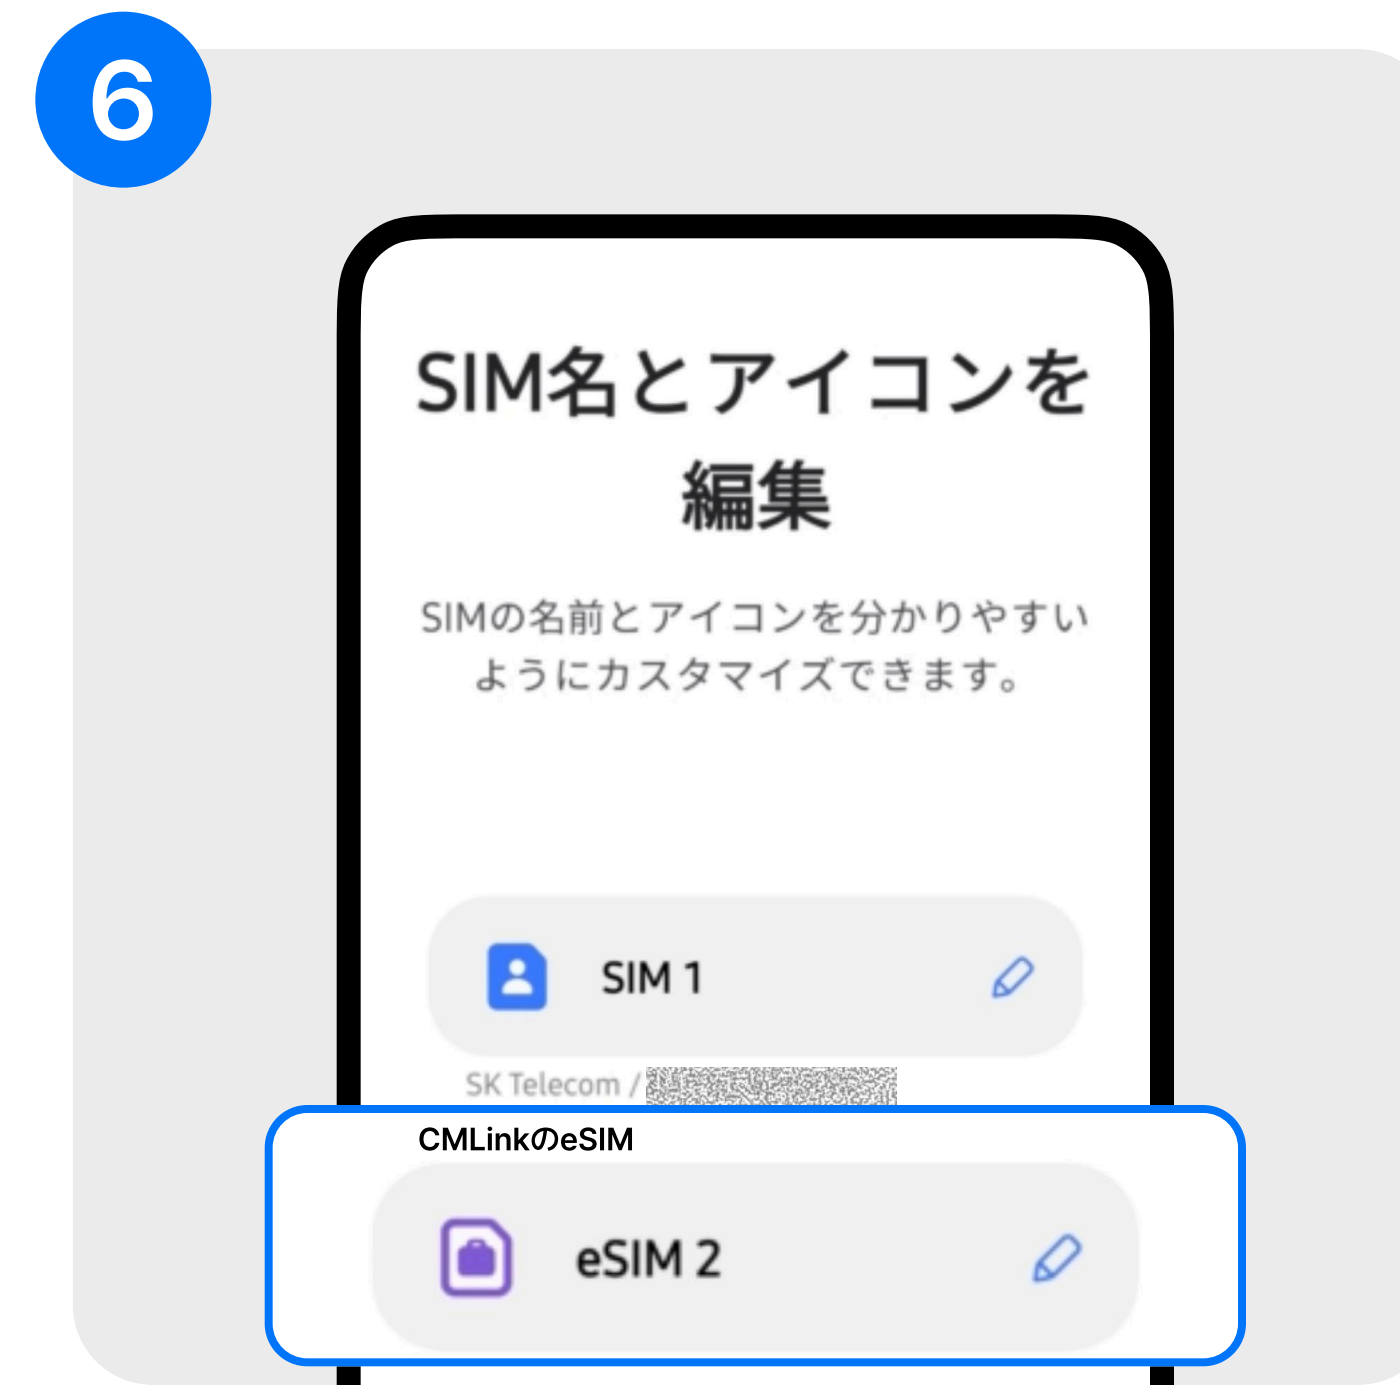 6
SIM名とアイコンを
編集
SIMの名前とアイコンを分かりやすい
ようにカスタマイズできます。
SIM 1
SK Telecom /
CMLinkのeSIM
eSIM 2